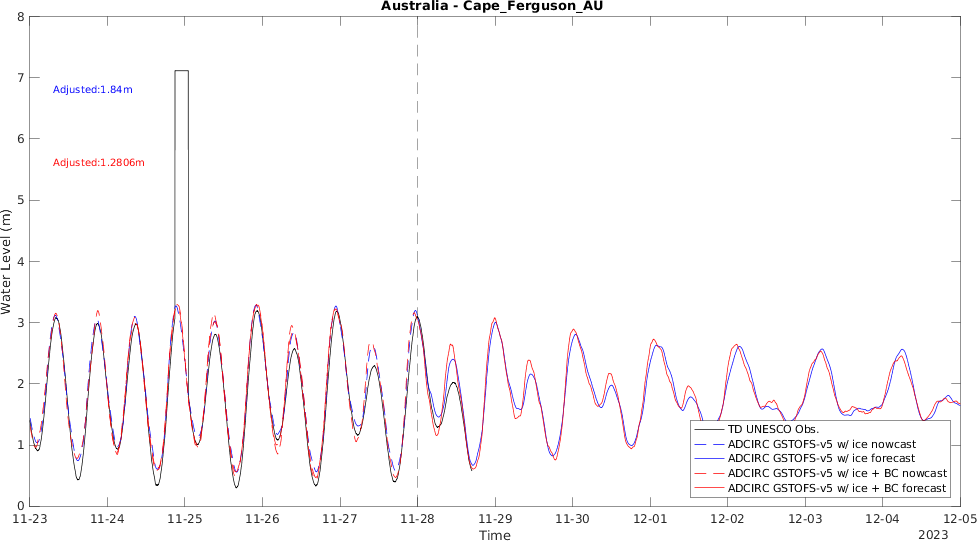 Australia - Cape_Ferguson_AU
8
7
6
5
4
3
2
1
0
Water Level (m)
Adjusted:1.84m
Adjusted:1.2806m
TD UNESCO Obs.
ADCIRC GSTOFS-v5 w/ ice nowcast
ADCIRC GSTOFS-v5 w/ ice forecast
ADCIRC GSTOFS-v5 w/ ice + BC nowcast
ADCIRC GSTOFS-v5 w/ ice + BC forecast
11-23 11-24 11-25 11-26 11-27 11-28 11-29 11-30 12-01 12-02 12-03 12-04 12-05
Time
2023